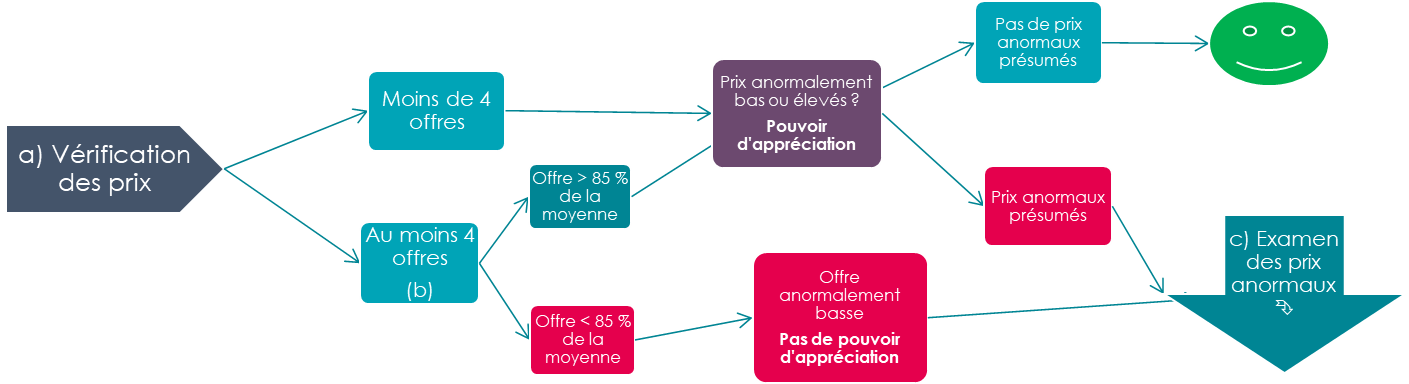 a) Vérification
des prix
Moins de 4
offres
Au moins 4
offres
(b)
Offre > 85 %
de la
moyenne
Offre < 85 %
de la
moyenne
Prix anormalement
bas ou élevés ?
Pouvoir
d'appréciation
Offre
anormalement
basse
Pas de pouvoir
d'appréciation
Pas de prix
anormaux
présumés
Prix anormaux
présumés
c) Examen
des prix
anormaux